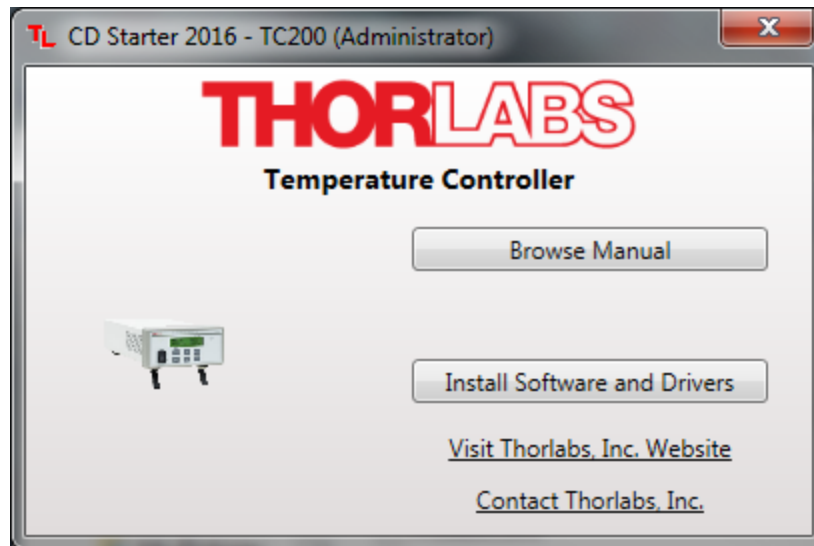 TL CD Starter 2016 - TC200 (Administrator)
THORLABS
Temperature Controller
Browse Manual
Install Software and Drivers
Visit Thorlabs, Inc. Website
Contact Thorlabs, Inc.